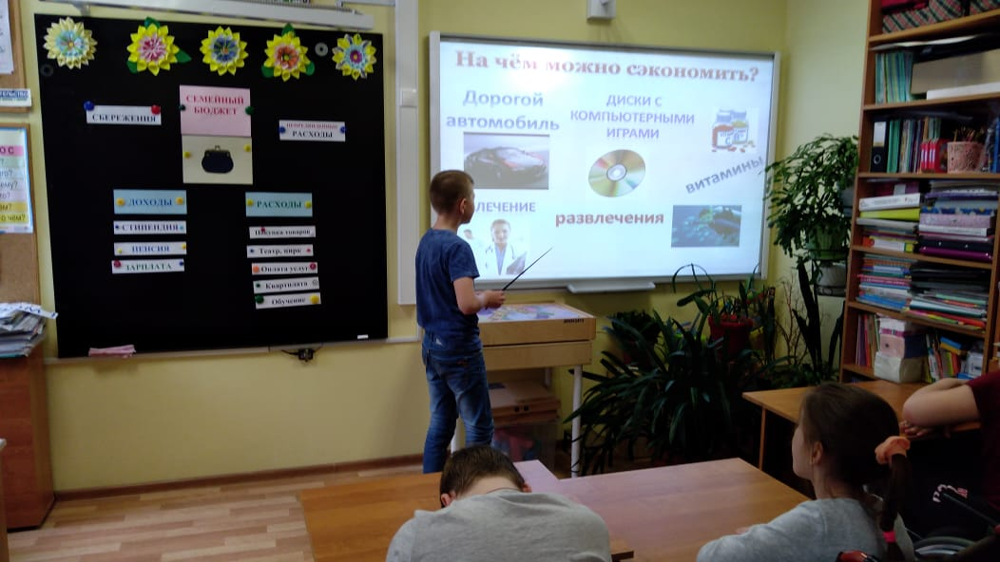 СЕМЕЙНЫЙ
БЮДЖЕТ
СБЕРЕЖЕНИЯ
НЕПРЕДВИДЕННЫЕ
РАСХОДЫ
ДОХОДЫ
СТИПЕНДИЯ
ПЕНСИЯ
ЗАРПЛАТА
РАСХОДЫ
Покупка товаров
Театр, цирк
Оплата услуг
Квартплата
Обучение
На чём можно сэкономить?
Дорогой
автомобиль
ДИСКИ С
КОМПЬЮТЕРНЫМИ
ИГРАМИ
витамины
ЛЕЧЕНИЕ
развлечения